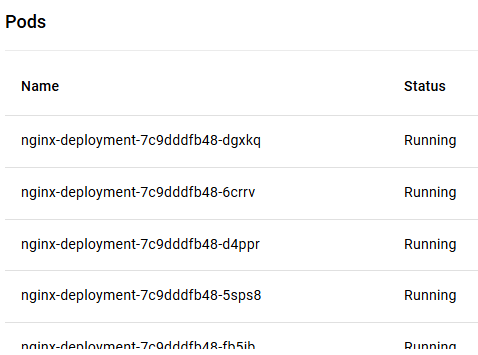 Pods
Name Status
nginx-deployment-7c9dddfb48-dgxkq Running
nginx-deployment-7c9dddfb48-6crrv Running
nginx-deployment-7c9dddfb48-d4ppr Running
nginx-deployment-7c9dddfb48-5sps8 Running
Running